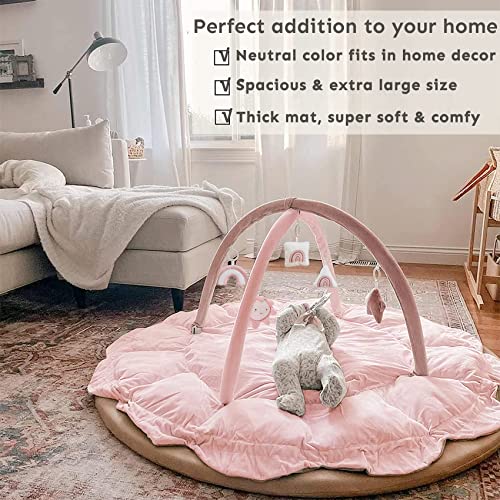 Perfect addition to your home
Neutral color fits in home decor
Spacious & extra large size
Thick mat, super soft & comfy